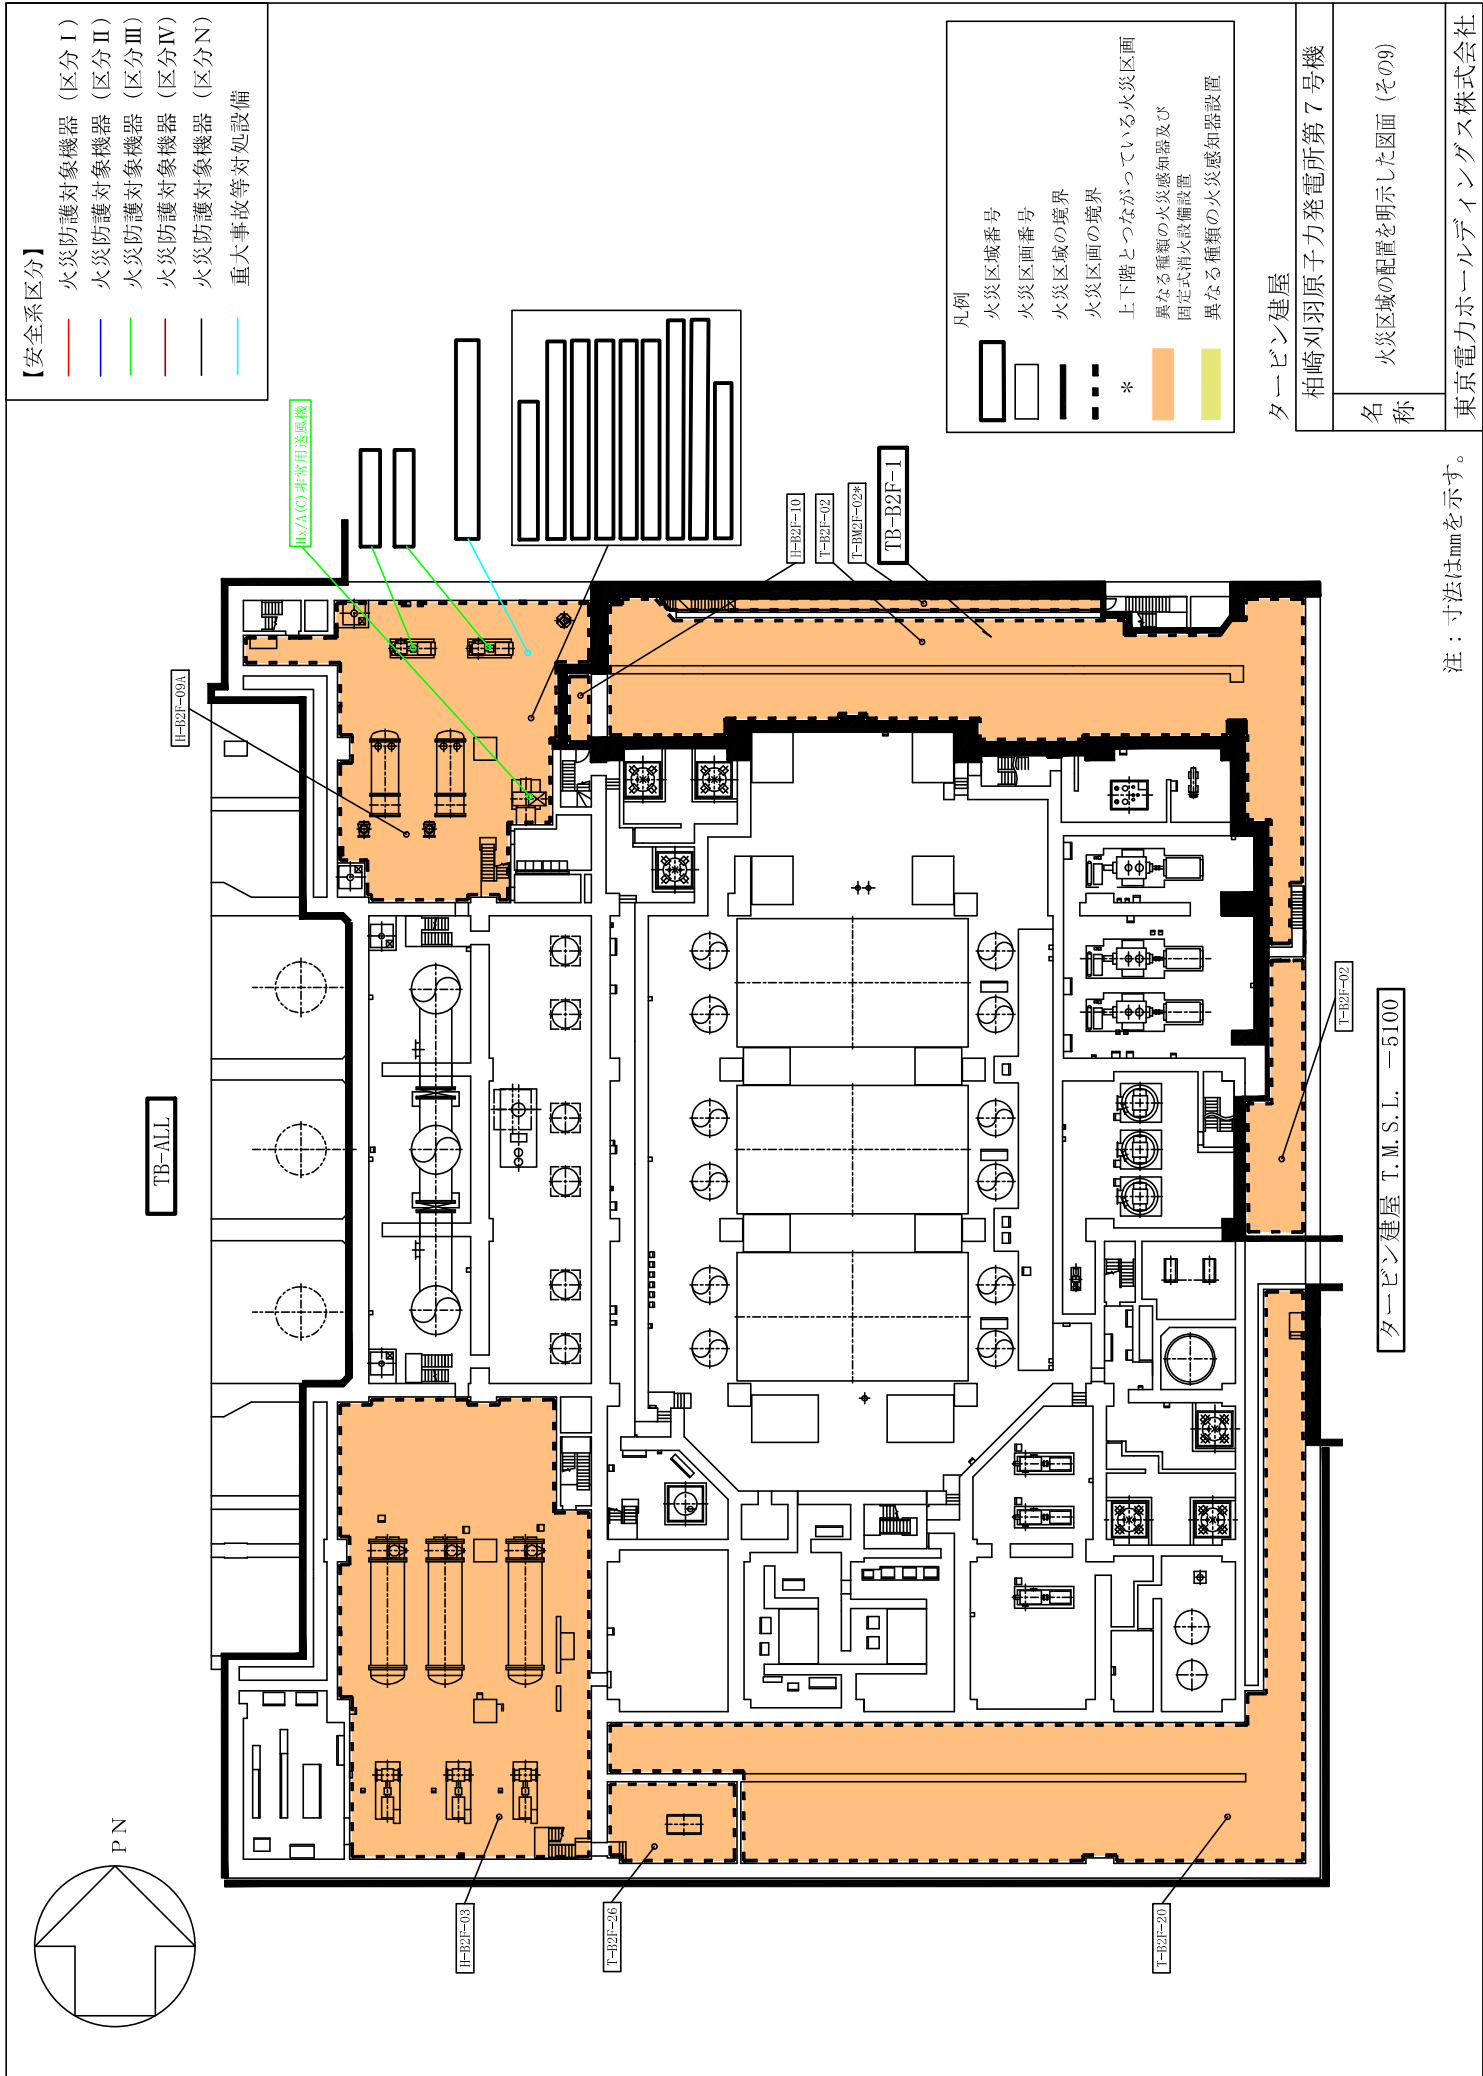 【安全系区分】
火災防護対象機器（区分Ⅰ）
火災防護対象機器（区分Ⅱ）
火災防護対象機器（区分Ⅲ）
火災防護対象機器（区分Ⅳ）
火災防護対象機器（区分N）
重大事故等対処設備
Hx/A(C)非常用送風機
H-B2F-09A
TB-ALL
PN
H-B2F-03
T-B2F-26
T-B2F-20
H-B2F-10
T-B2F-02
T-BM2F-02*
TB-B2F-1
T-B2F-02
タービン建屋 T.M.S.L. －5100
凡例
火災区域番号
火災区画番号
火災区域の境界
火災区画の境界
* 上下階とつながっている火災区画
異なる種類の火災感知器及び
固定式消火設備設置
異なる種類の火災感知器設置
タービン建屋
柏崎刈羽原子力発電所第７号機
名称
火災区域の配置を明示した図面（その9）
東京電力ホールディングス株式会社
注：寸法はmmを示す。